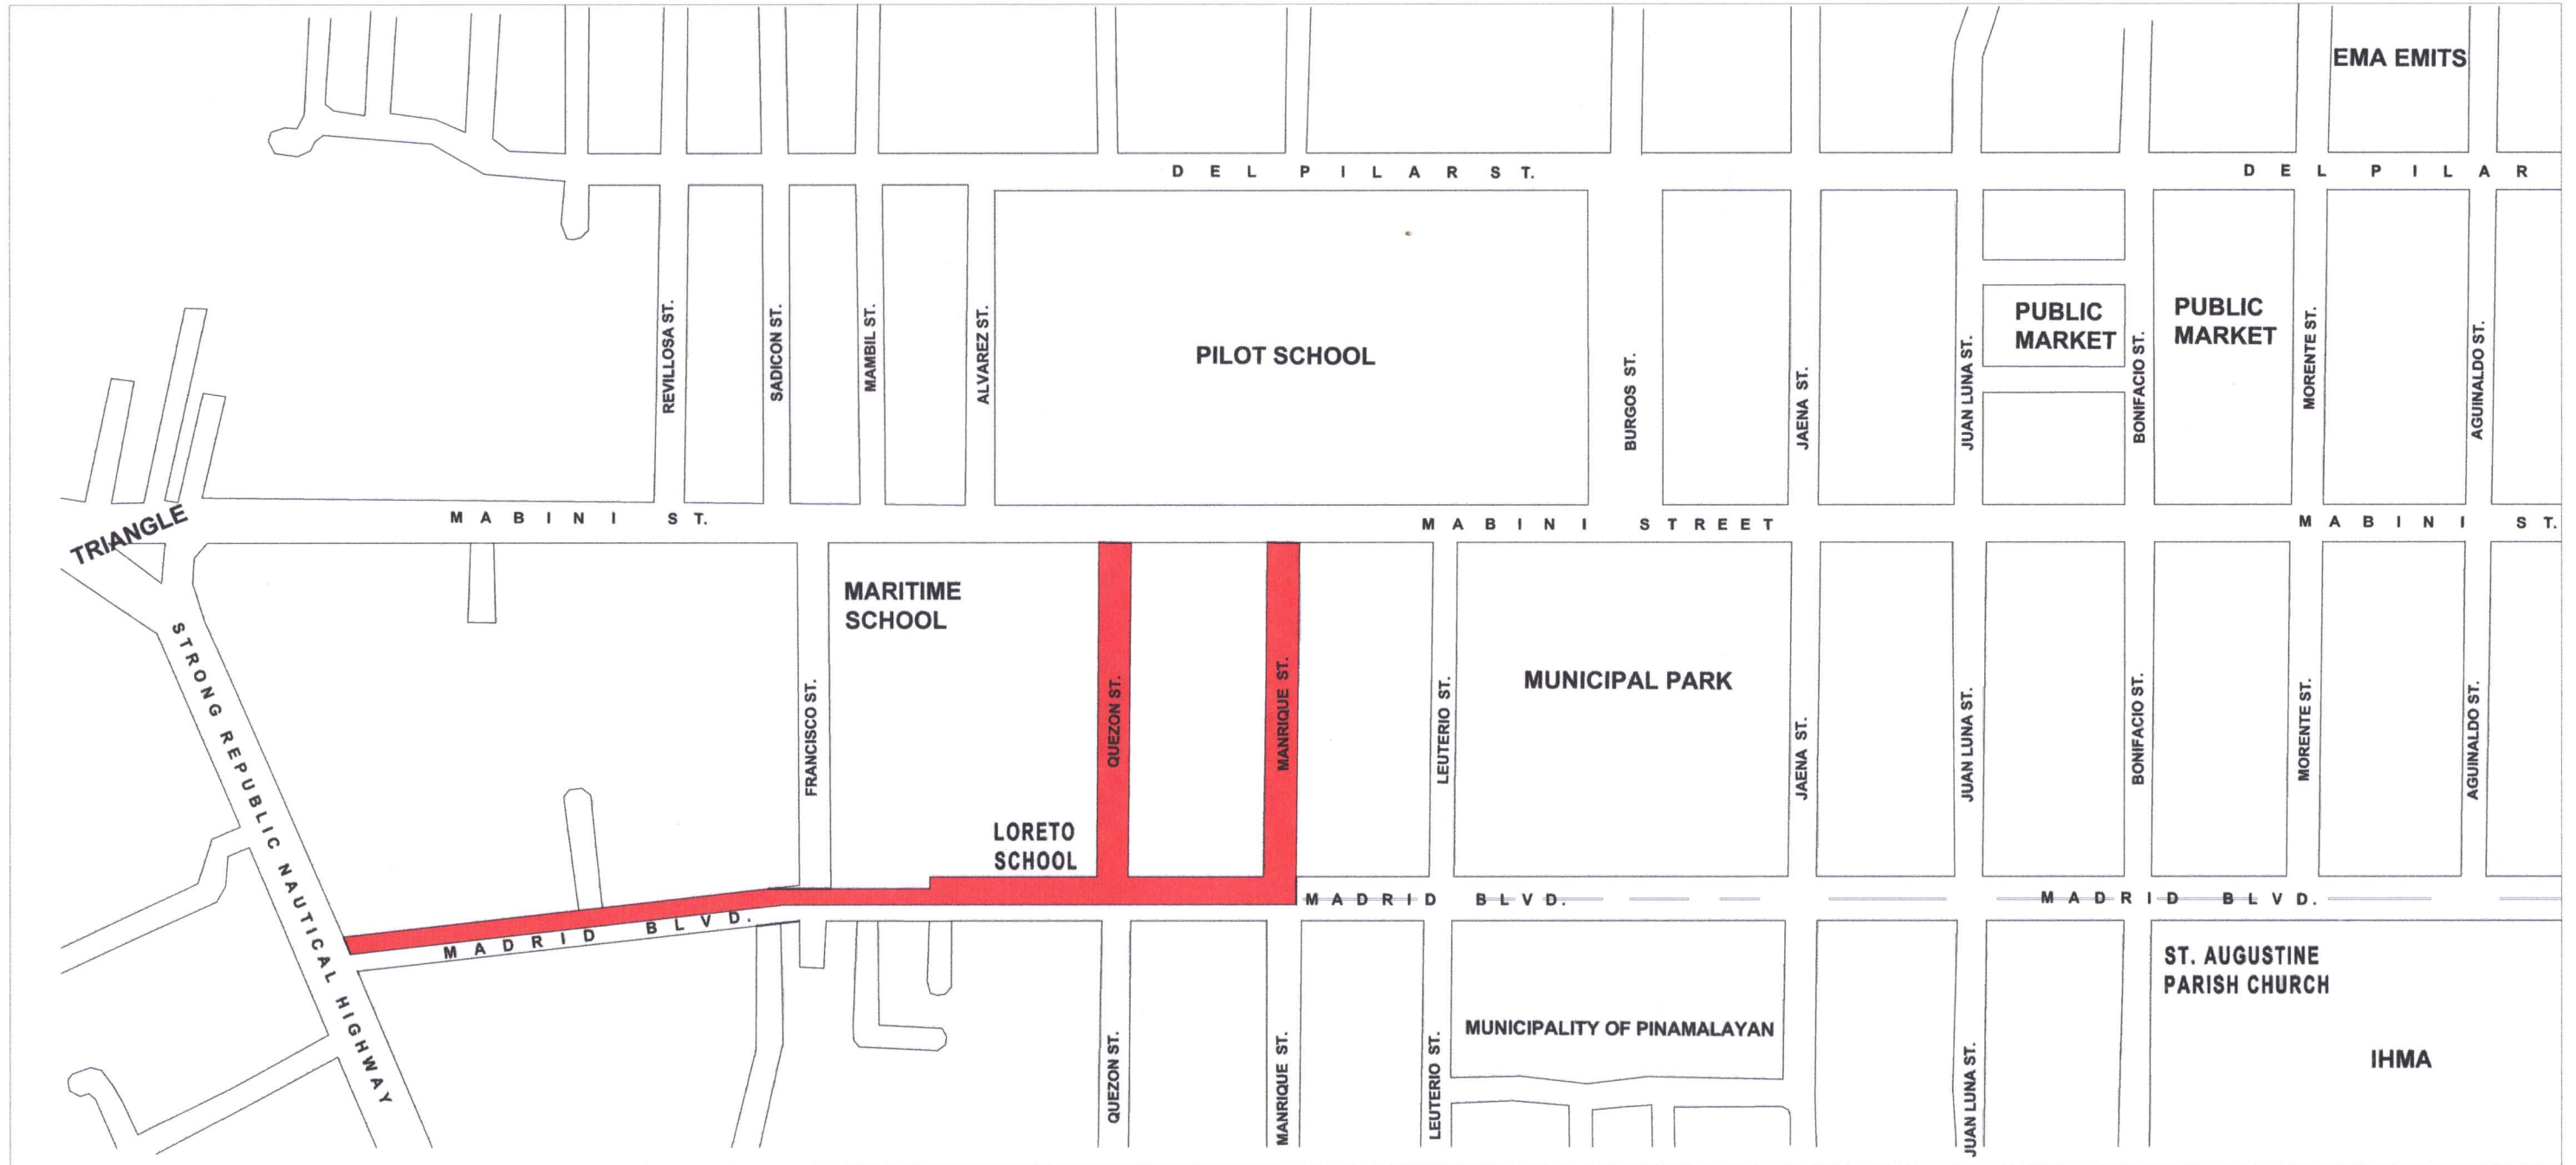 EMA EMITS
DEL PILAR ST.
DEL PILAR
REVILLOSA ST.
SADICON ST.
MAMBIL ST.
ALVAREZ ST.
PILOT SCHOOL
BURGOS ST.
JAENA ST.
JUAN LUNA ST.
PUBLIC
MARKET
BONIFACIO ST.
PUBLIC
MARKET
MORENTE ST.
AGUINALDO ST.
TRIANGLE
MABINI ST.
MABINI STREET
MABINI ST.
STRONG REPUBLIC NAUTICAL HIGHWAY
FRANCISCO ST.
MARITIME
SCHOOL
LORETO
SCHOOL
QUEZON ST.
MANRIQUE ST.
LEUTERIO ST.
MUNICIPAL PARK
JAENA ST.
JUAN LUNA ST.
BONIFACIO ST.
MORENTE ST.
AGUINALDO ST.
MADRID BLVD.
MADRID BLVD.
MADRID BLVD.
QUEZON ST.
MANRIQUE ST.
LEUTERIO ST.
MUNICIPALITY OF PINAMALAYAN
JUAN LUNA ST.
ST. AUGUSTINE
PARISH CHURCH
IHMA